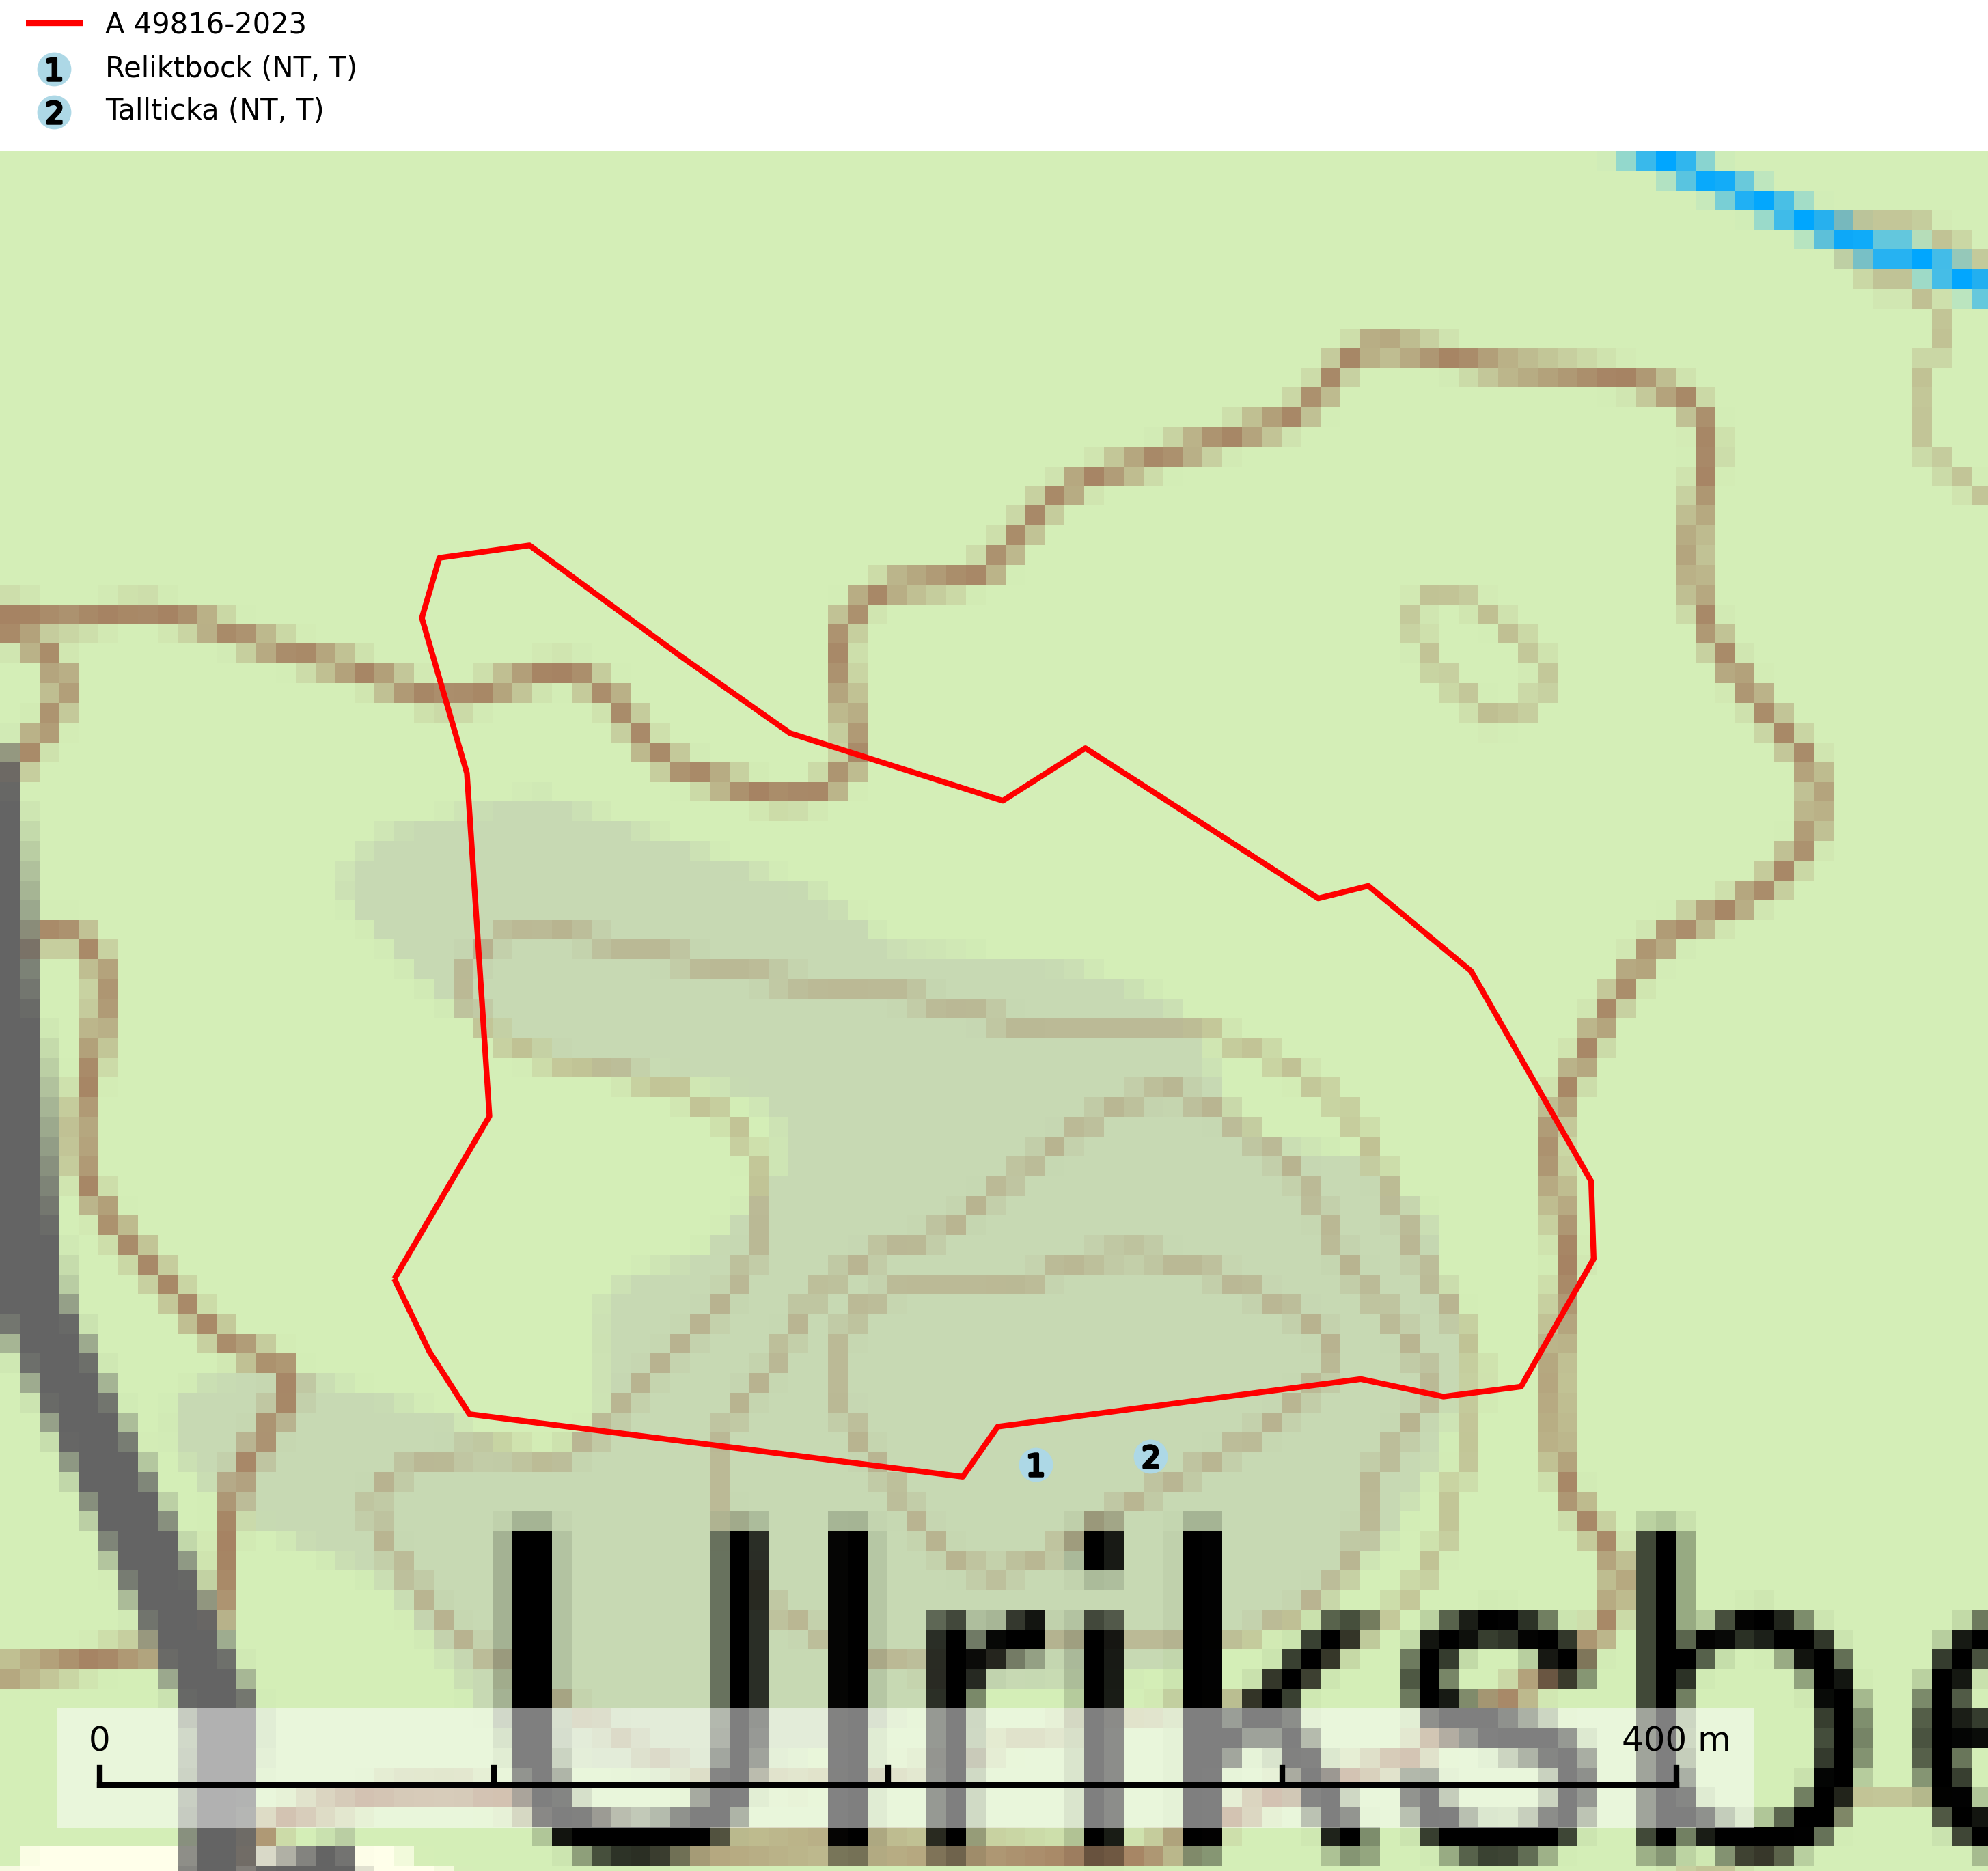 A 49816-2023
1 Reliktbock (NT, T)
2 Tallticka (NT, T)
1 2
Ulriksbe
0 400 m